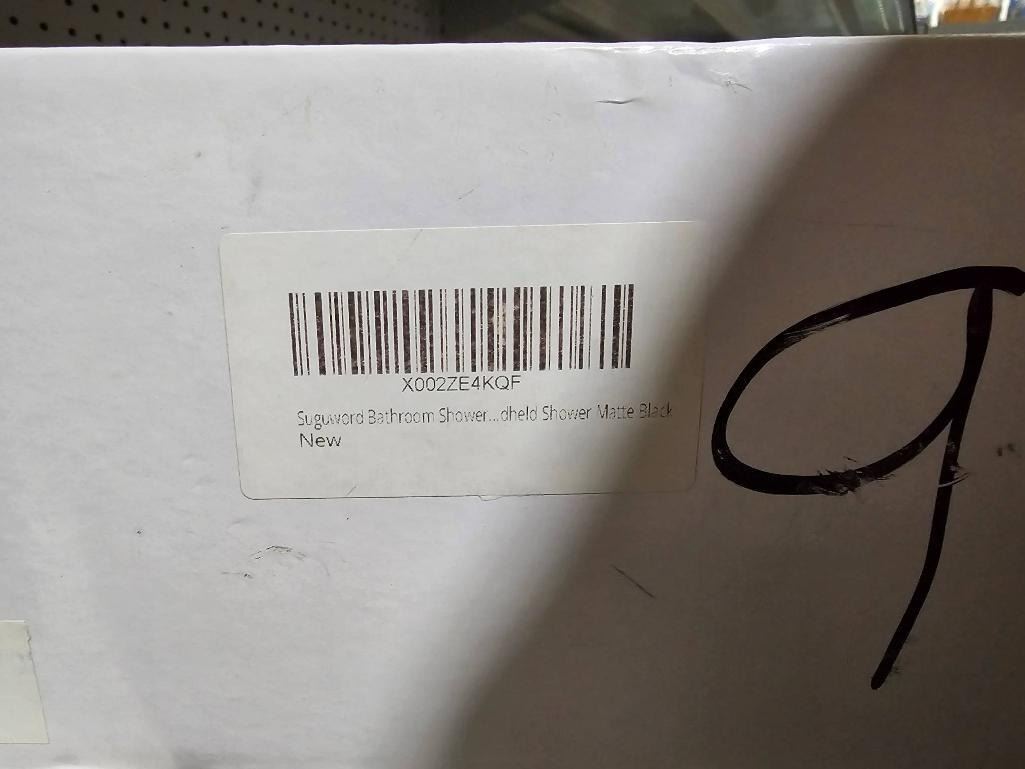 X002ZE4KQF
Suguword Bathroom Shower...dheld Shower Matte Black
New
9